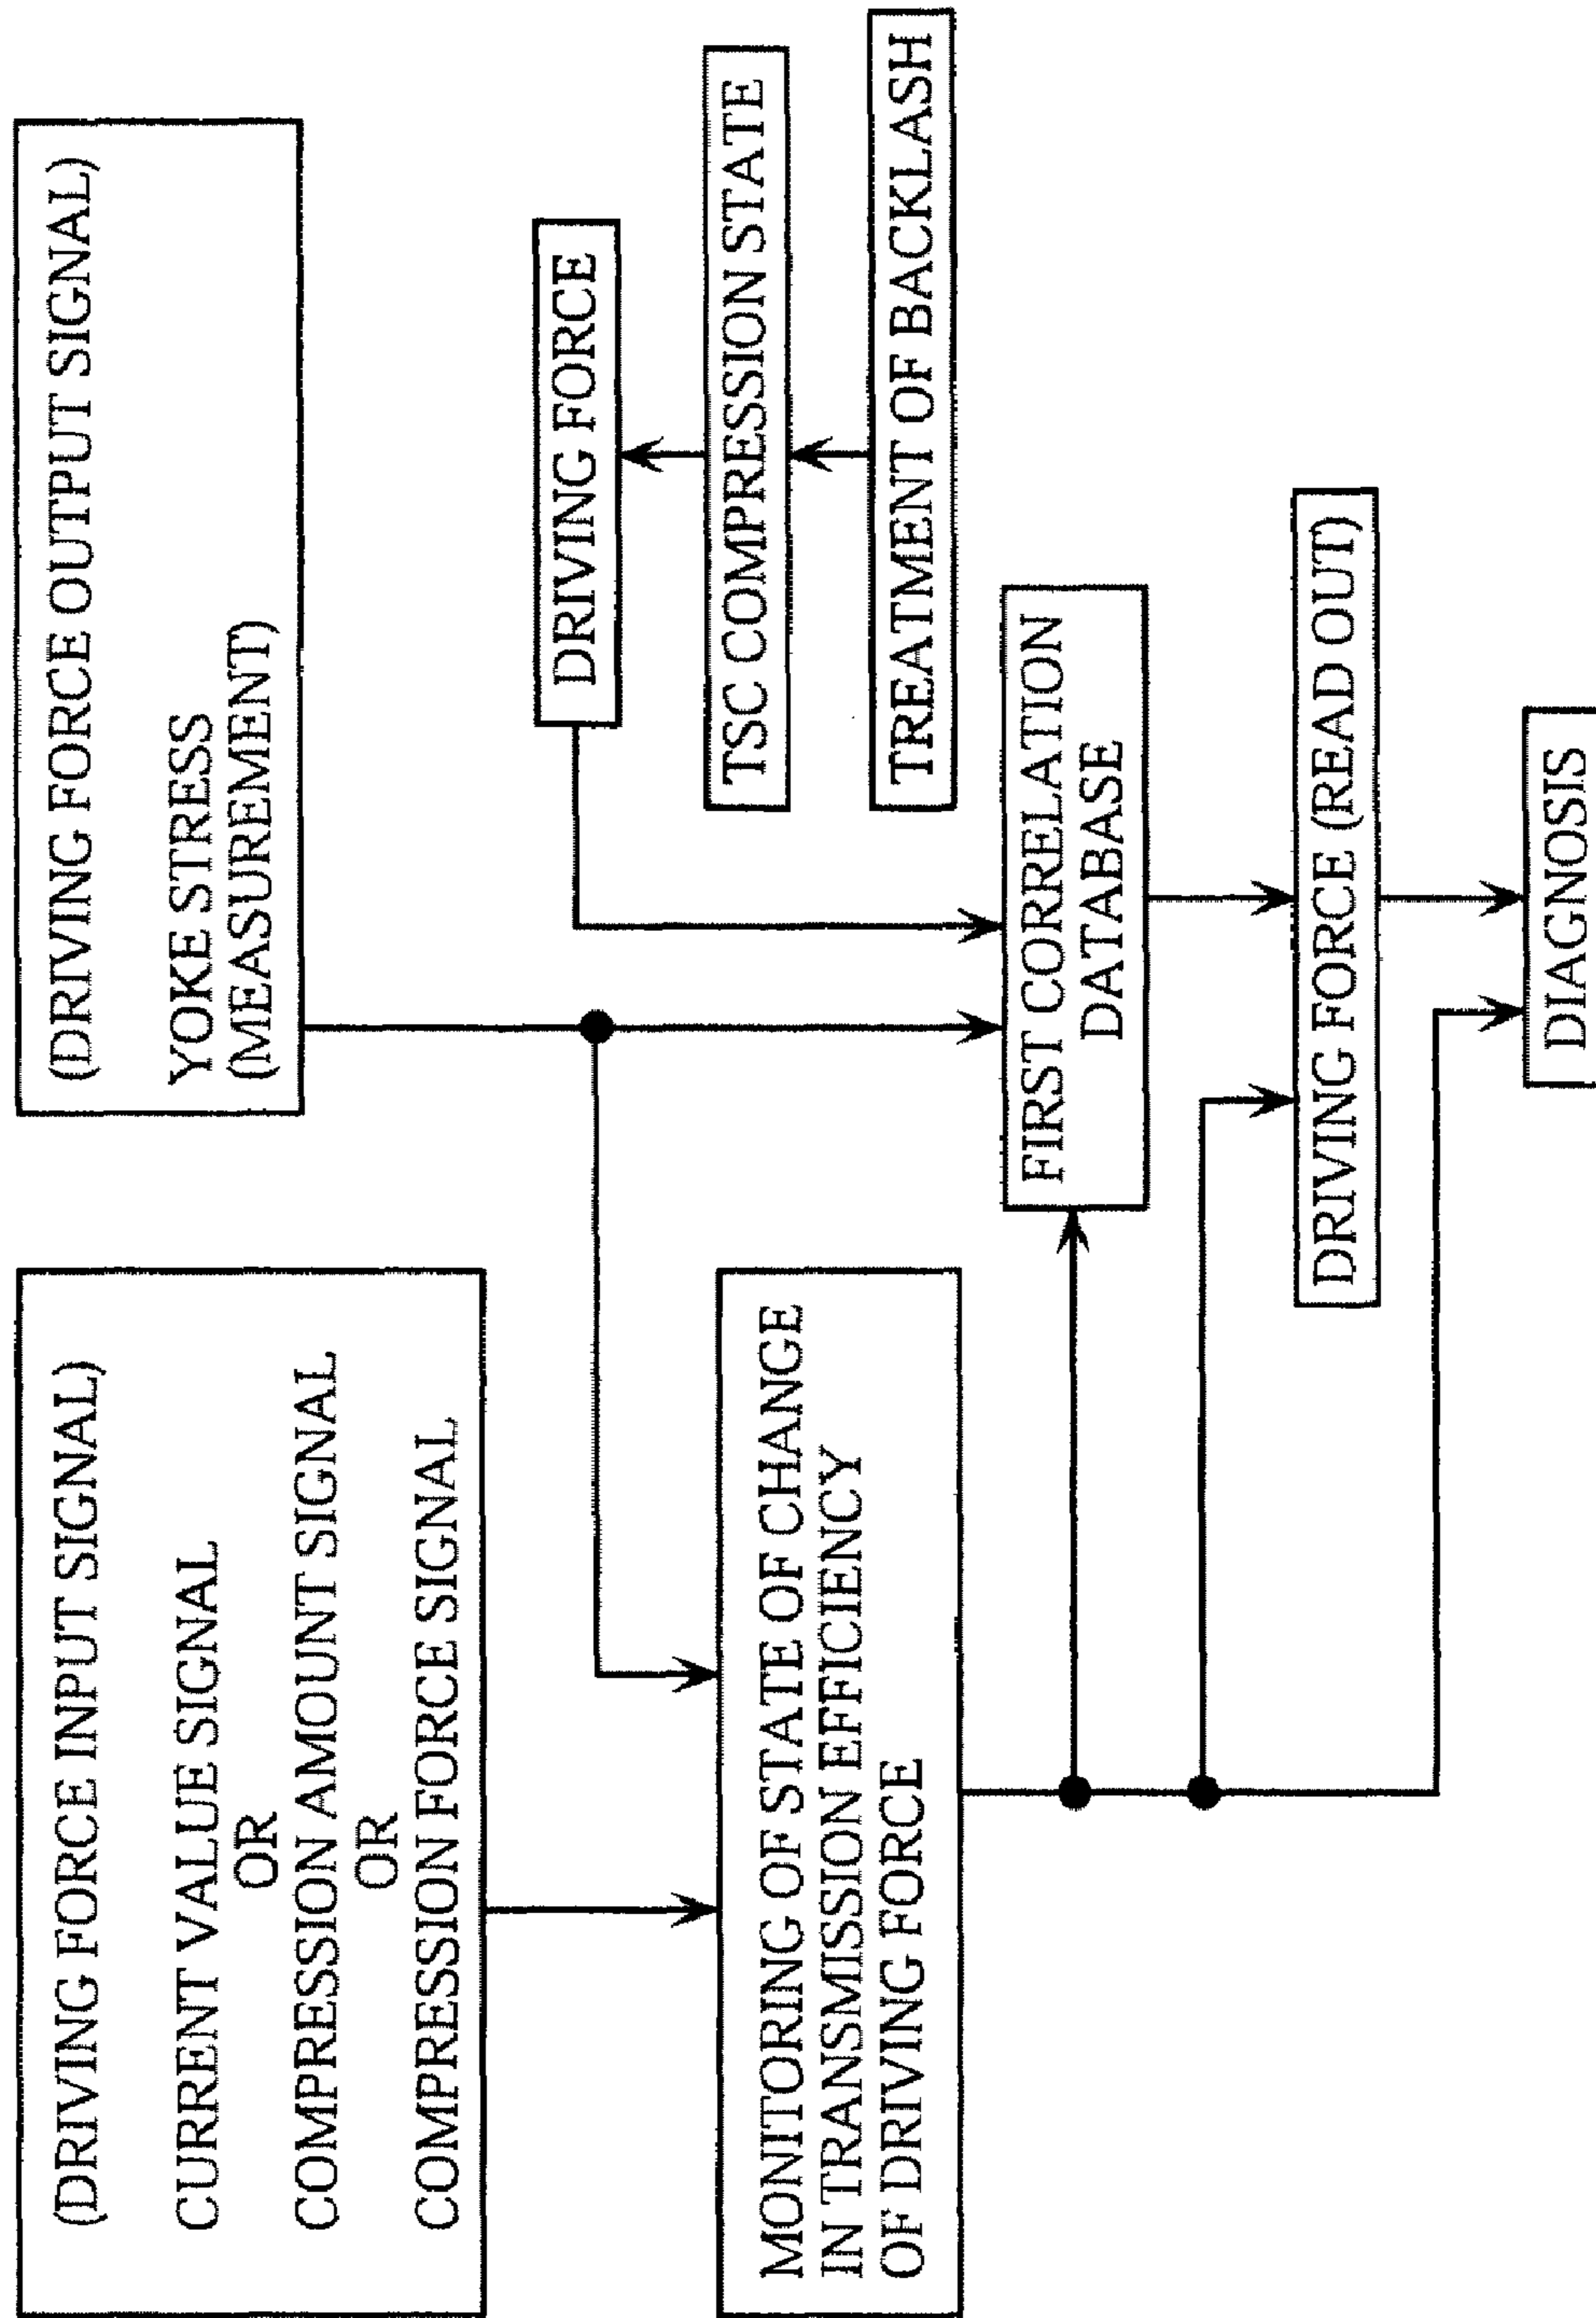 (DRIVING FORCE INPUT SIGNAL)
CURRENT VALUE SIGNAL
OR
COMPRESSION AMOUNT SIGNAL
OR
COMPRESSION FORCE SIGNAL
(DRIVING FORCE OUTPUT SIGNAL)
YOKE STRESS
(MEASUREMENT)
DRIVING FORCE
TSC COMPRESSION STATE
TREATMENT OF BACKLASH
MONITORING OF STATE OF CHANGE
IN TRANSMISSION EFFICIENCY
OF DRIVING FORCE
FIRST CORRELATION
DATABASE
DRIVING FORCE (READ OUT)
DIAGNOSIS